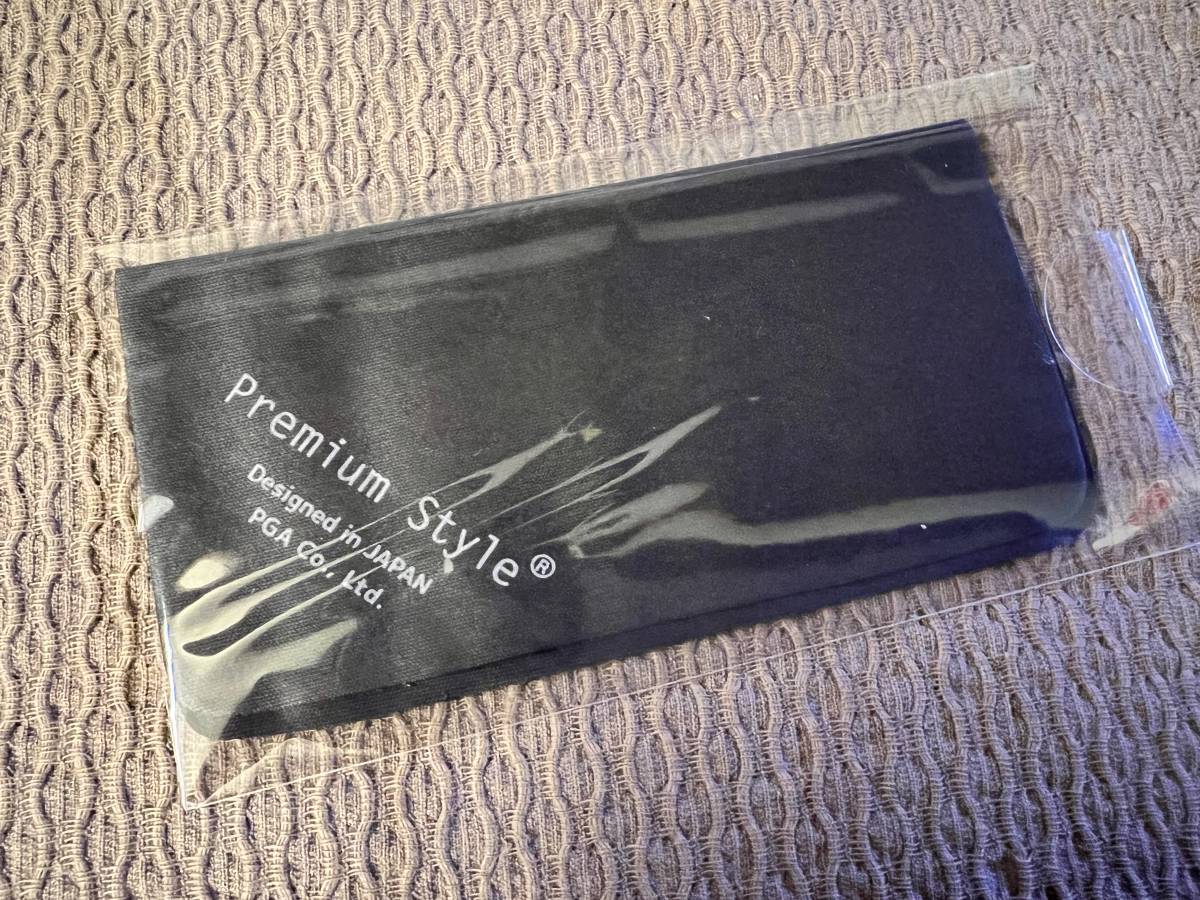 Premium Style®
Designed in JAPAN
PGA Co., Ltd.